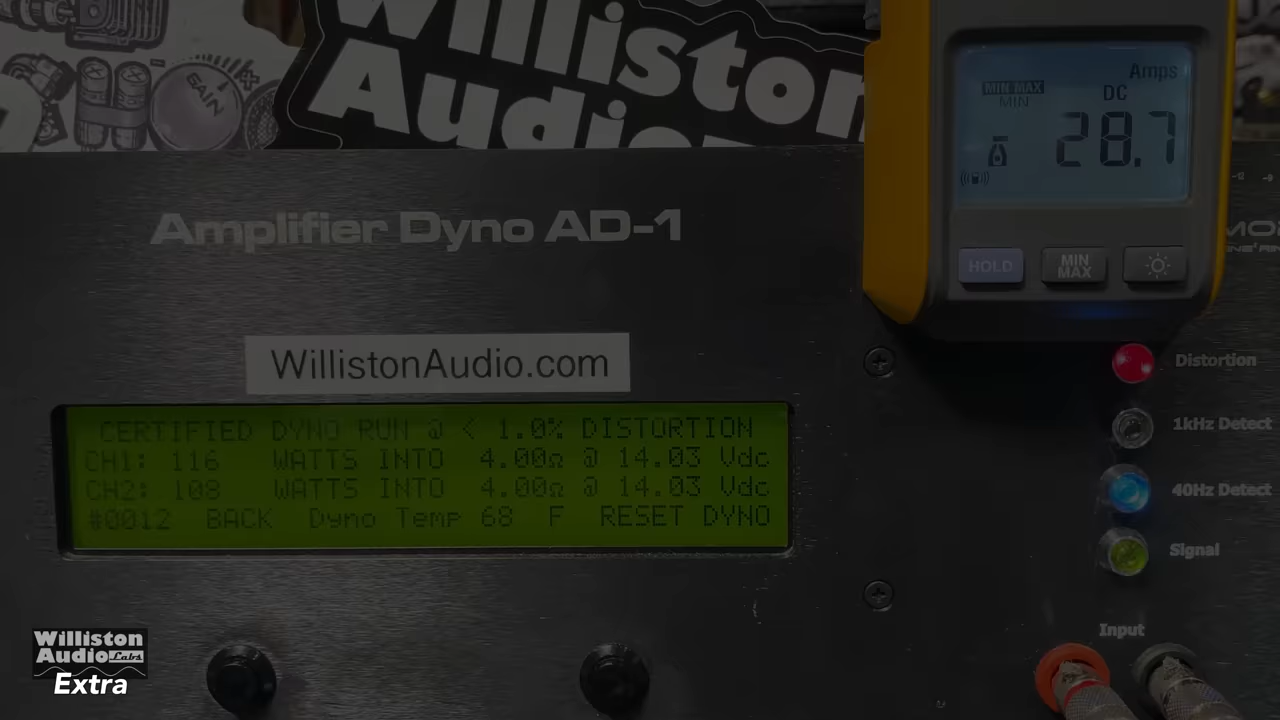 Williston
Audio
GAIN
Amps
MIN MAX
DC
MIN
28.7
HOLD
MIN
MAX
Amplifier Dyno AD-1
WillistonAudio.com
CERTIFIED DYNO RUN @ < 1.0% DISTORTION
CH1: 116 WATTS INTO 4.00Ω @ 14.03 Vdc
CH2: 108 WATTS INTO 4.00Ω @ 14.03 Vdc
#0012 BACK Dyno Temp 68 F RESET DYNO
Distortion
1kHz Detect
40Hz Detect
Signal
Input
Williston
Audio Labs
Extra